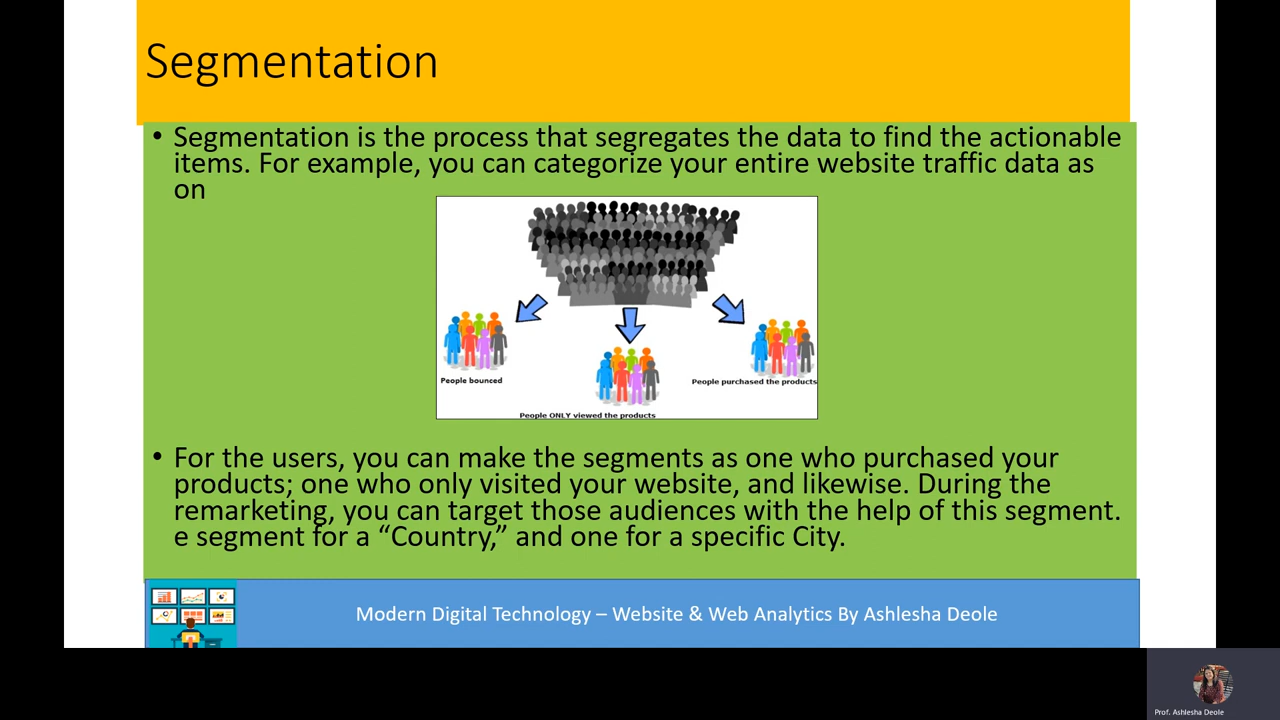 Segmentation
• Segmentation is the process that segregates the data to find the actionable
items. For example, you can categorize your entire website traffic data as
on
People bounced
People purchased the products
People ONLY viewed the products
• For the users, you can make the segments as one who purchased your
products; one who only visited your website, and likewise. During the
remarketing, you can target those audiences with the help of this segment.
e segment for a “Country,” and one for a specific City.
Modern Digital Technology – Website & Web Analytics By Ashlesha Deole
Prof. Ashlesha Deole